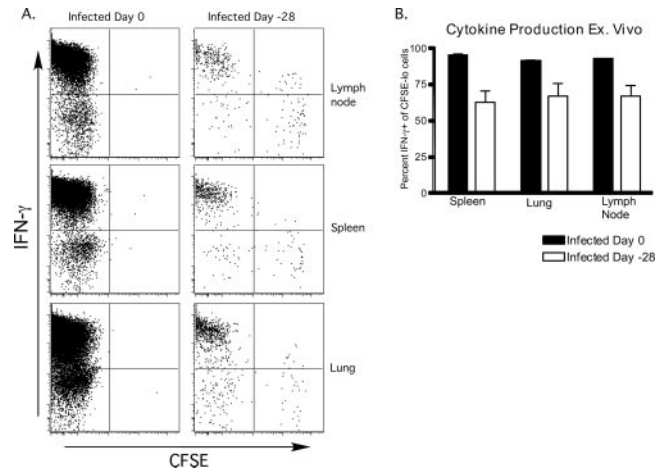 A.
Infected Day 0
Infected Day -28
Lymph
node
Spleen
Lung
IFN-γ
CFSE
B.
Cytokine Production Ex. Vivo
Percent IFN-γ+ of CFSE-lo cells
100
75
50
25
0
Spleen
Lung
Lymph
Node
Infected Day 0
Infected Day -28